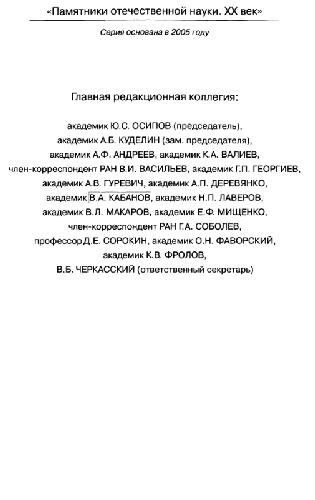 «Памятники отечественной науки. XX век»
Серия основана в 2005 году
Главная редакционная коллегия:
академик Ю.С. ОСИПОВ (председатель),
академик А.Б. КУДЕЛИН (зам. председателя),
академик А.Ф. АНДРЕЕВ, академик К.А. ВАЛИЕВ,
член-корреспондент РАН В.И. ВАСИЛЬЕВ, академик Г.П. ГЕОРГИЕВ,
академик А.В. ГУРЕВИЧ, академик А.П. ДЕРЕВЯНКО,
академик В.А. КАБАНОВ, академик Н.П. ЛАВЕРОВ,
академик В.Л. МАКАРОВ, академик Е.Ф. МИЩЕНКО,
член-корреспондент РАН Г.А. СОБОЛЕВ,
профессор Д.Е. СОРОКИН, академик О.Н. ФАВОРСКИЙ,
академик К.В. ФРОЛОВ,
В.Б. ЧЕРКАССКИЙ (ответственный секретарь)